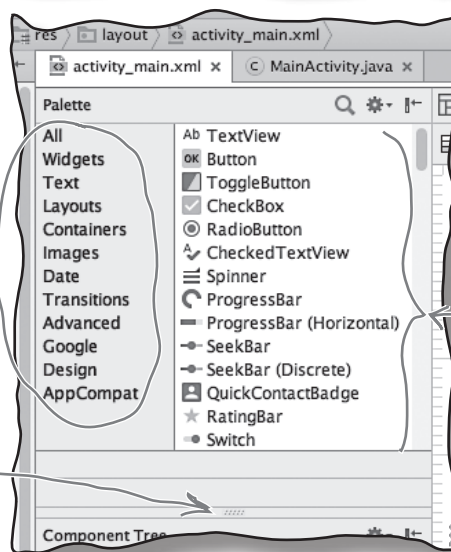 res layout activity_main.xml
activity_main.xml × C MainActivity.java ×
Palette
All
Widgets
Text
Layouts
Containers
Images
Date
Transitions
Advanced
Google
Design
AppCompat
Ab TextView
OK Button
ToggleButton
CheckBox
RadioButton
CheckedTextView
Spinner
ProgressBar
ProgressBar (Horizontal)
SeekBar
SeekBar (Discrete)
QuickContactBadge
RatingBar
Switch
Component Tree